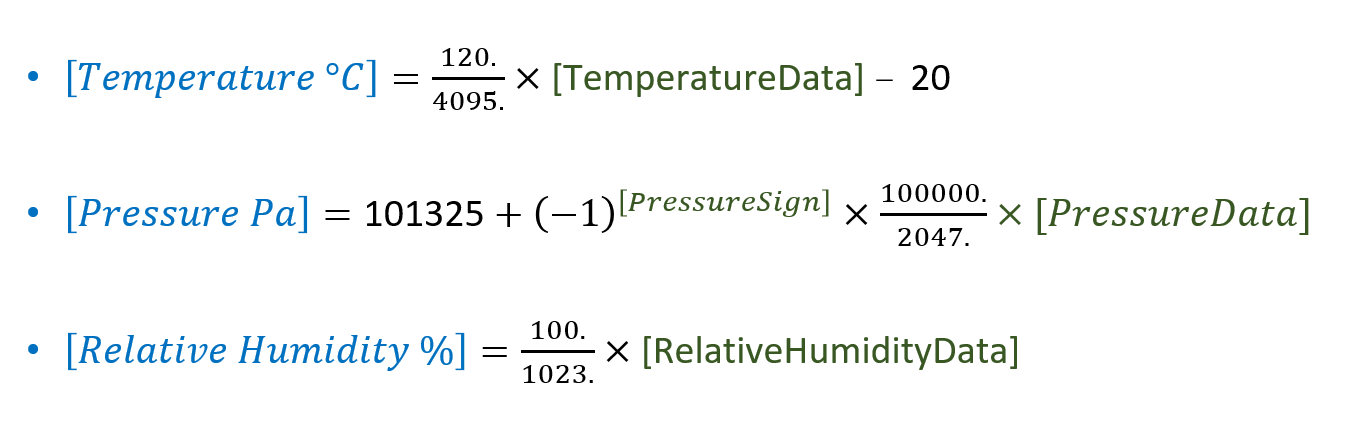 • [Temperature °C] = 120./4095. × [TemperatureData] – 20
• [Pressure Pa] = 101325 + (−1)^[PressureSign] × 100000./2047. × [PressureData]
• [Relative Humidity %] = 100./1023. × [RelativeHumidityData]